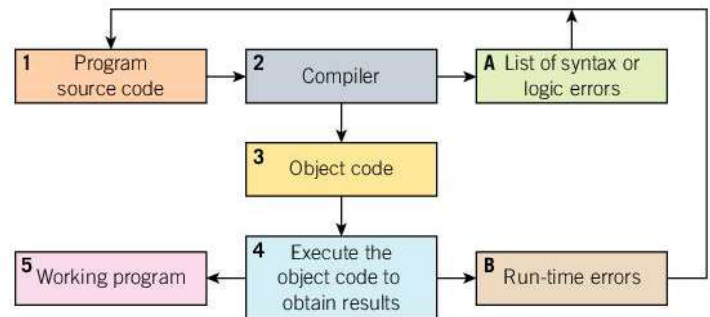 1 Program
source code
2 Compiler
A List of syntax or
logic errors
3 Object code
4 Execute the
object code to
obtain results
5 Working program
B Run-time errors